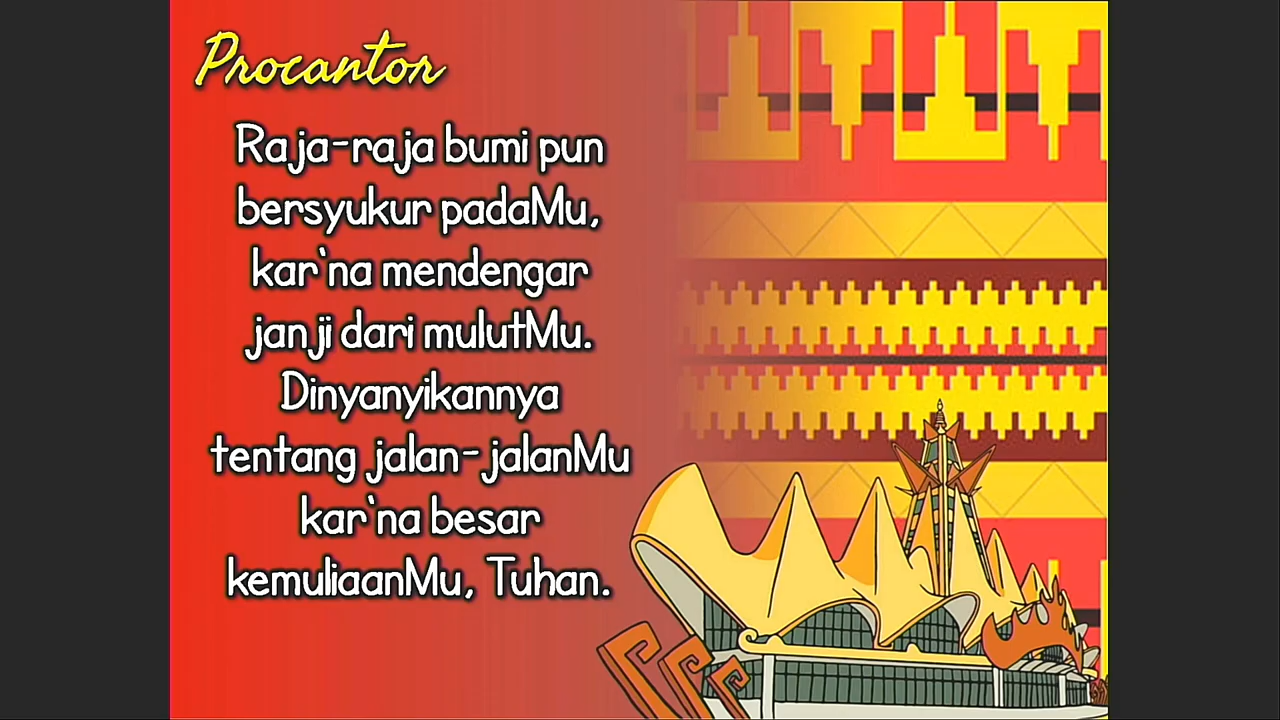 Procantor
Raja-raja bumi pun
bersyukur padaMu,
kar`na mendengar
janji dari mulutMu.
Dinyanyikannya
tentang jalan-jalanMu
kar`na besar
kemuliaanMu, Tuhan.